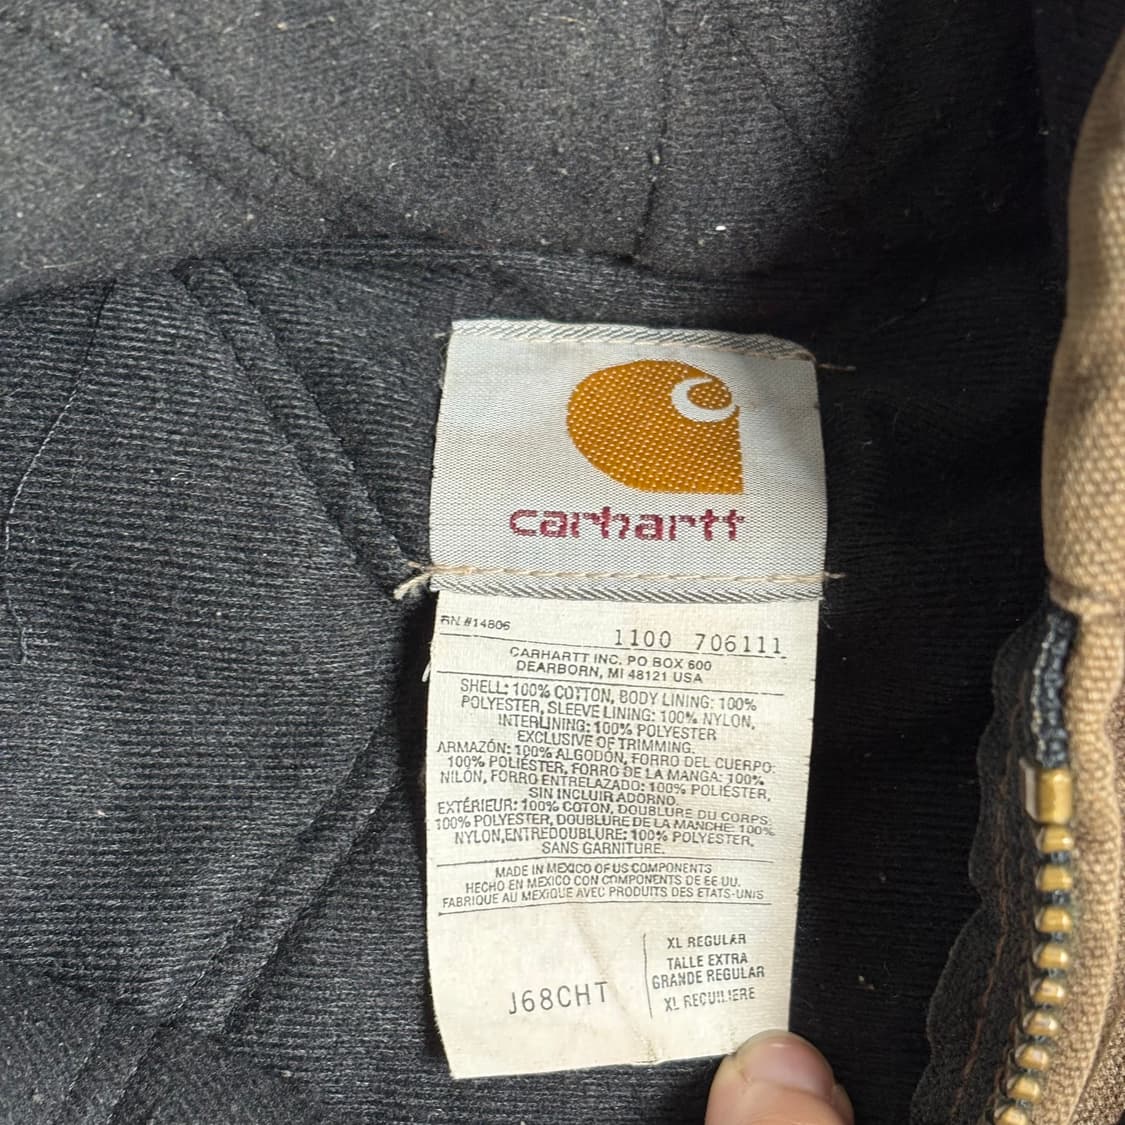 carhartt
RN #14806
1100 706111
CARHARTT INC. PO BOX 600
DEARBORN, MI 48121 USA
SHELL: 100% COTTON, BODY LINING: 100%
POLYESTER, SLEEVE LINING: 100% NYLON,
INTERLINING: 100% POLYESTER
EXCLUSIVE OF TRIMMING.
ARMAZÓN: 100% ALGODÓN, FORRO DEL CUERPO:
100% POLIÉSTER, FORRO DE LA MANGA: 100%
NILÓN, FORRO ENTRELAZADO: 100% POLIÉSTER,
SIN INCLUIR ADORNO.
EXTÉRIEUR: 100% COTON, DOUBLURE DU CORPS:
100% POLYESTER, DOUBLURE DE LA MANCHE: 100%
NYLON,ENTREDOUBLURE: 100% POLYESTER,
SANS GARNITURE.
MADE IN MEXICO OF US COMPONENTS
HECHO EN MEXICO CON COMPONENTS DE EE UU.
FABRIQUE AU MEXIQUE AVEC PRODUITS DES ETATS-UNIS
J68CHT
XL REGULAR
TALLE EXTRA
GRANDE REGULAR
XL